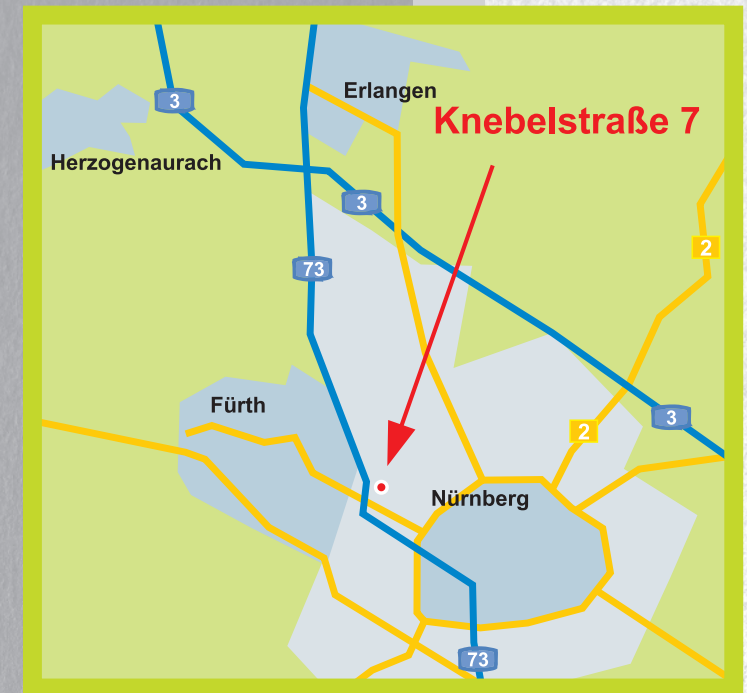 Erlangen
3
Knebelstraße 7
Herzogenaurach
3
2
73
Fürth
3
2
Nürnberg
73